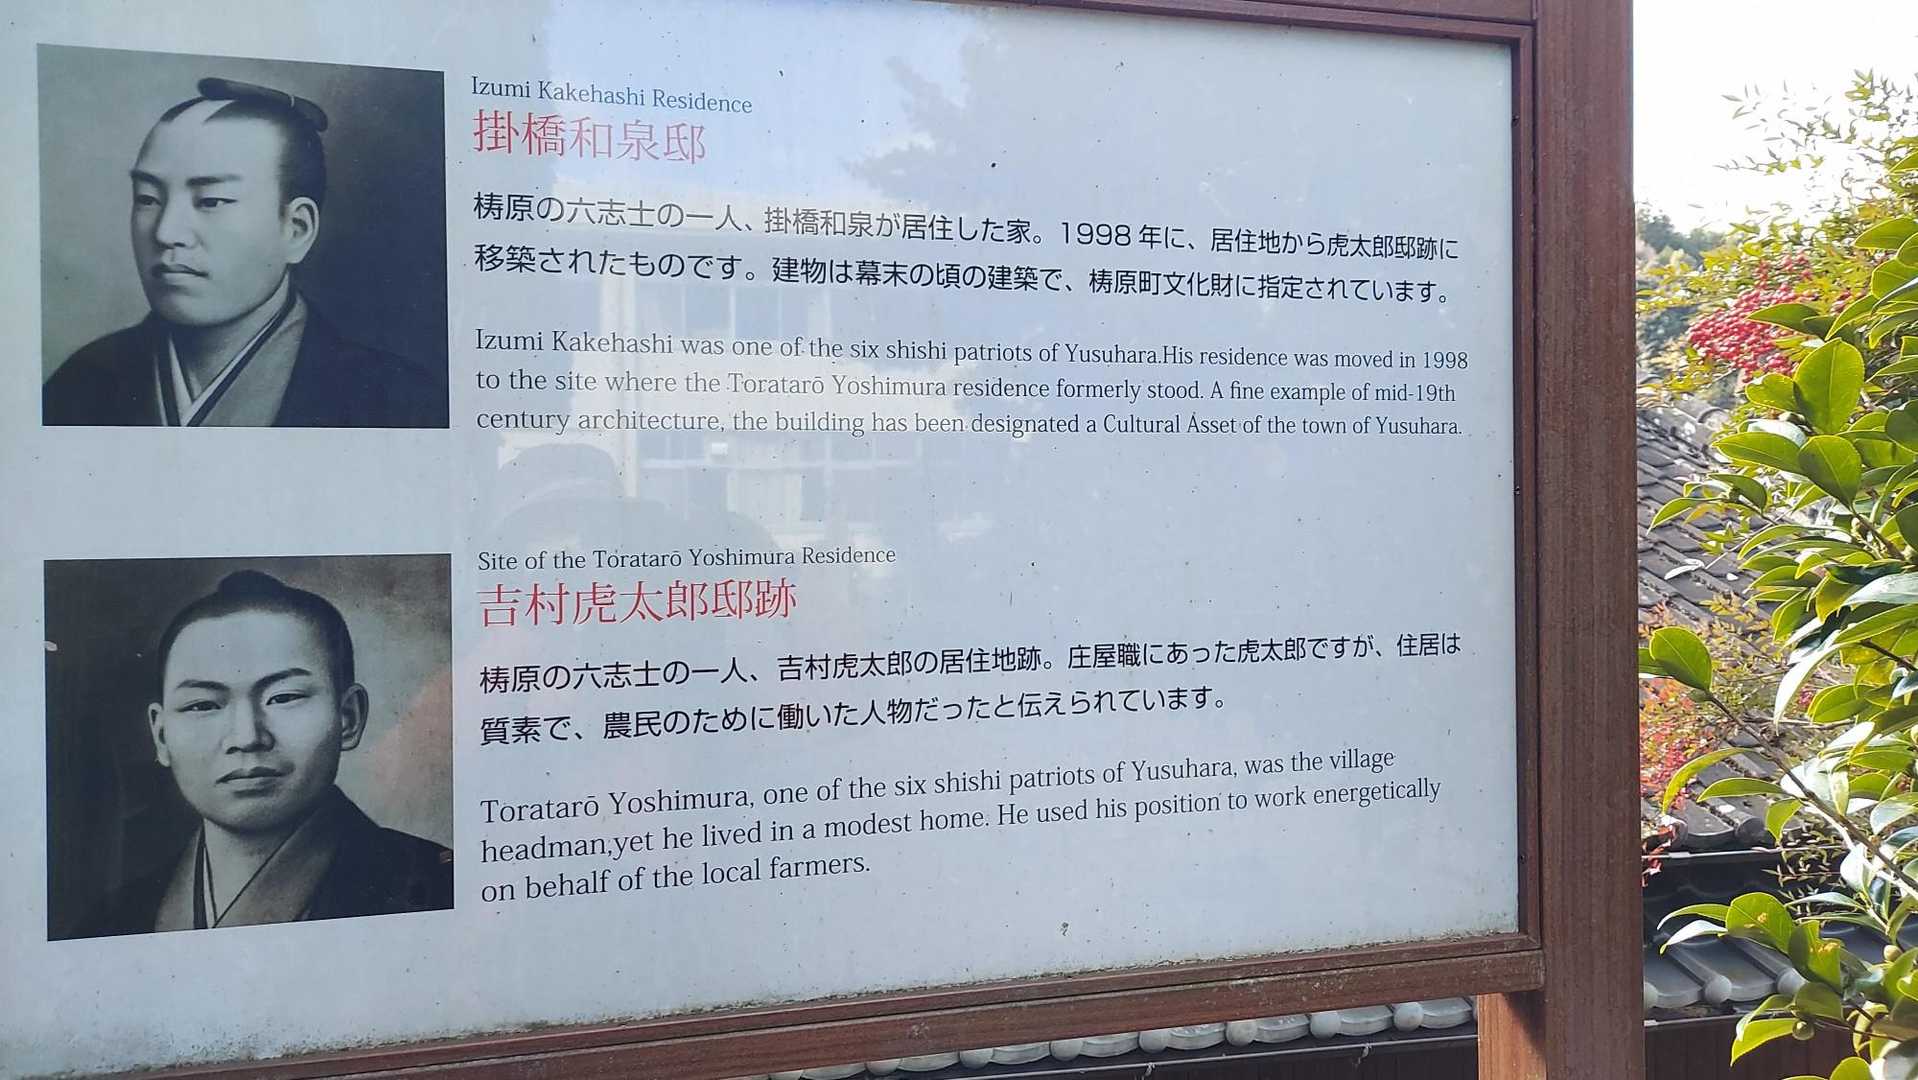 Izumi Kakehashi Residence
掛橋和泉邸
梼原の六志士の一人、掛橋和泉が居住した家。1998年に、居住地から虎太郎邸跡に
移築されたものです。建物は幕末の頃の建築で、梼原町文化財に指定されています。
Izumi Kakehashi was one of the six shishi patriots of Yusuhara.His residence was moved in 1998
to the site where the Toratarō Yoshimura residence formerly stood. A fine example of mid-19th
century architecture, the building has been designated a Cultural Asset of the town of Yusuhara.
Site of the Toratarō Yoshimura Residence
吉村虎太郎邸跡
梼原の六志士の一人、吉村虎太郎の居住地跡。庄屋職にあった虎太郎ですが、住居は
質素で、農民のために働いた人物だったと伝えられています。
Toratarō Yoshimura, one of the six shishi patriots of Yusuhara, was the village
headman,yet he lived in a modest home. He used his position to work energetically
on behalf of the local farmers.